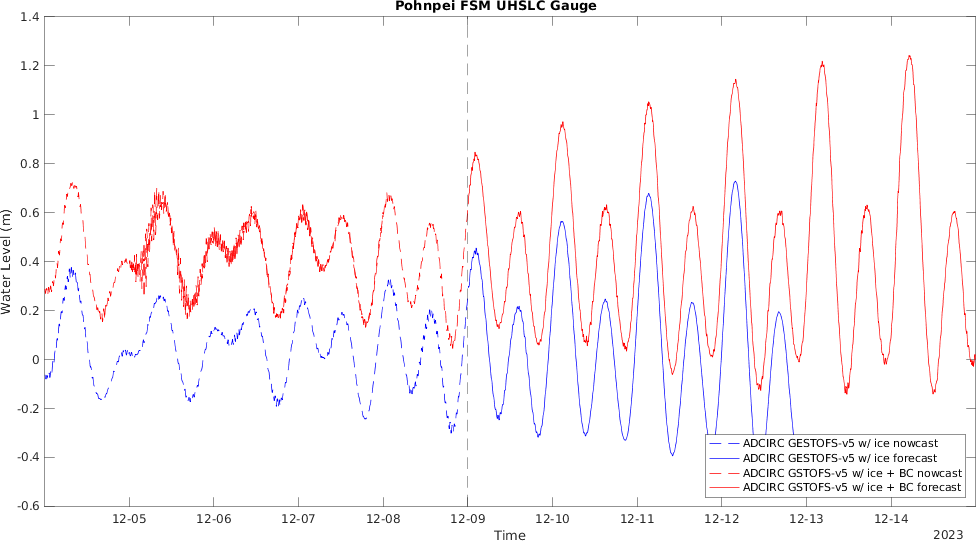 Pohnpei FSM UHSLC Gauge
1.4
1.2
1
0.8
0.6
0.4
0.2
0
-0.2
-0.4
-0.6
Water Level (m)
ADCIRC GESTOFS-v5 w/ ice nowcast
ADCIRC GESTOFS-v5 w/ ice forecast
ADCIRC GSTOFS-v5 w/ ice + BC nowcast
ADCIRC GSTOFS-v5 w/ ice + BC forecast
12-05 12-06 12-07 12-08 12-09 12-10 12-11 12-12 12-13 12-14
Time
2023